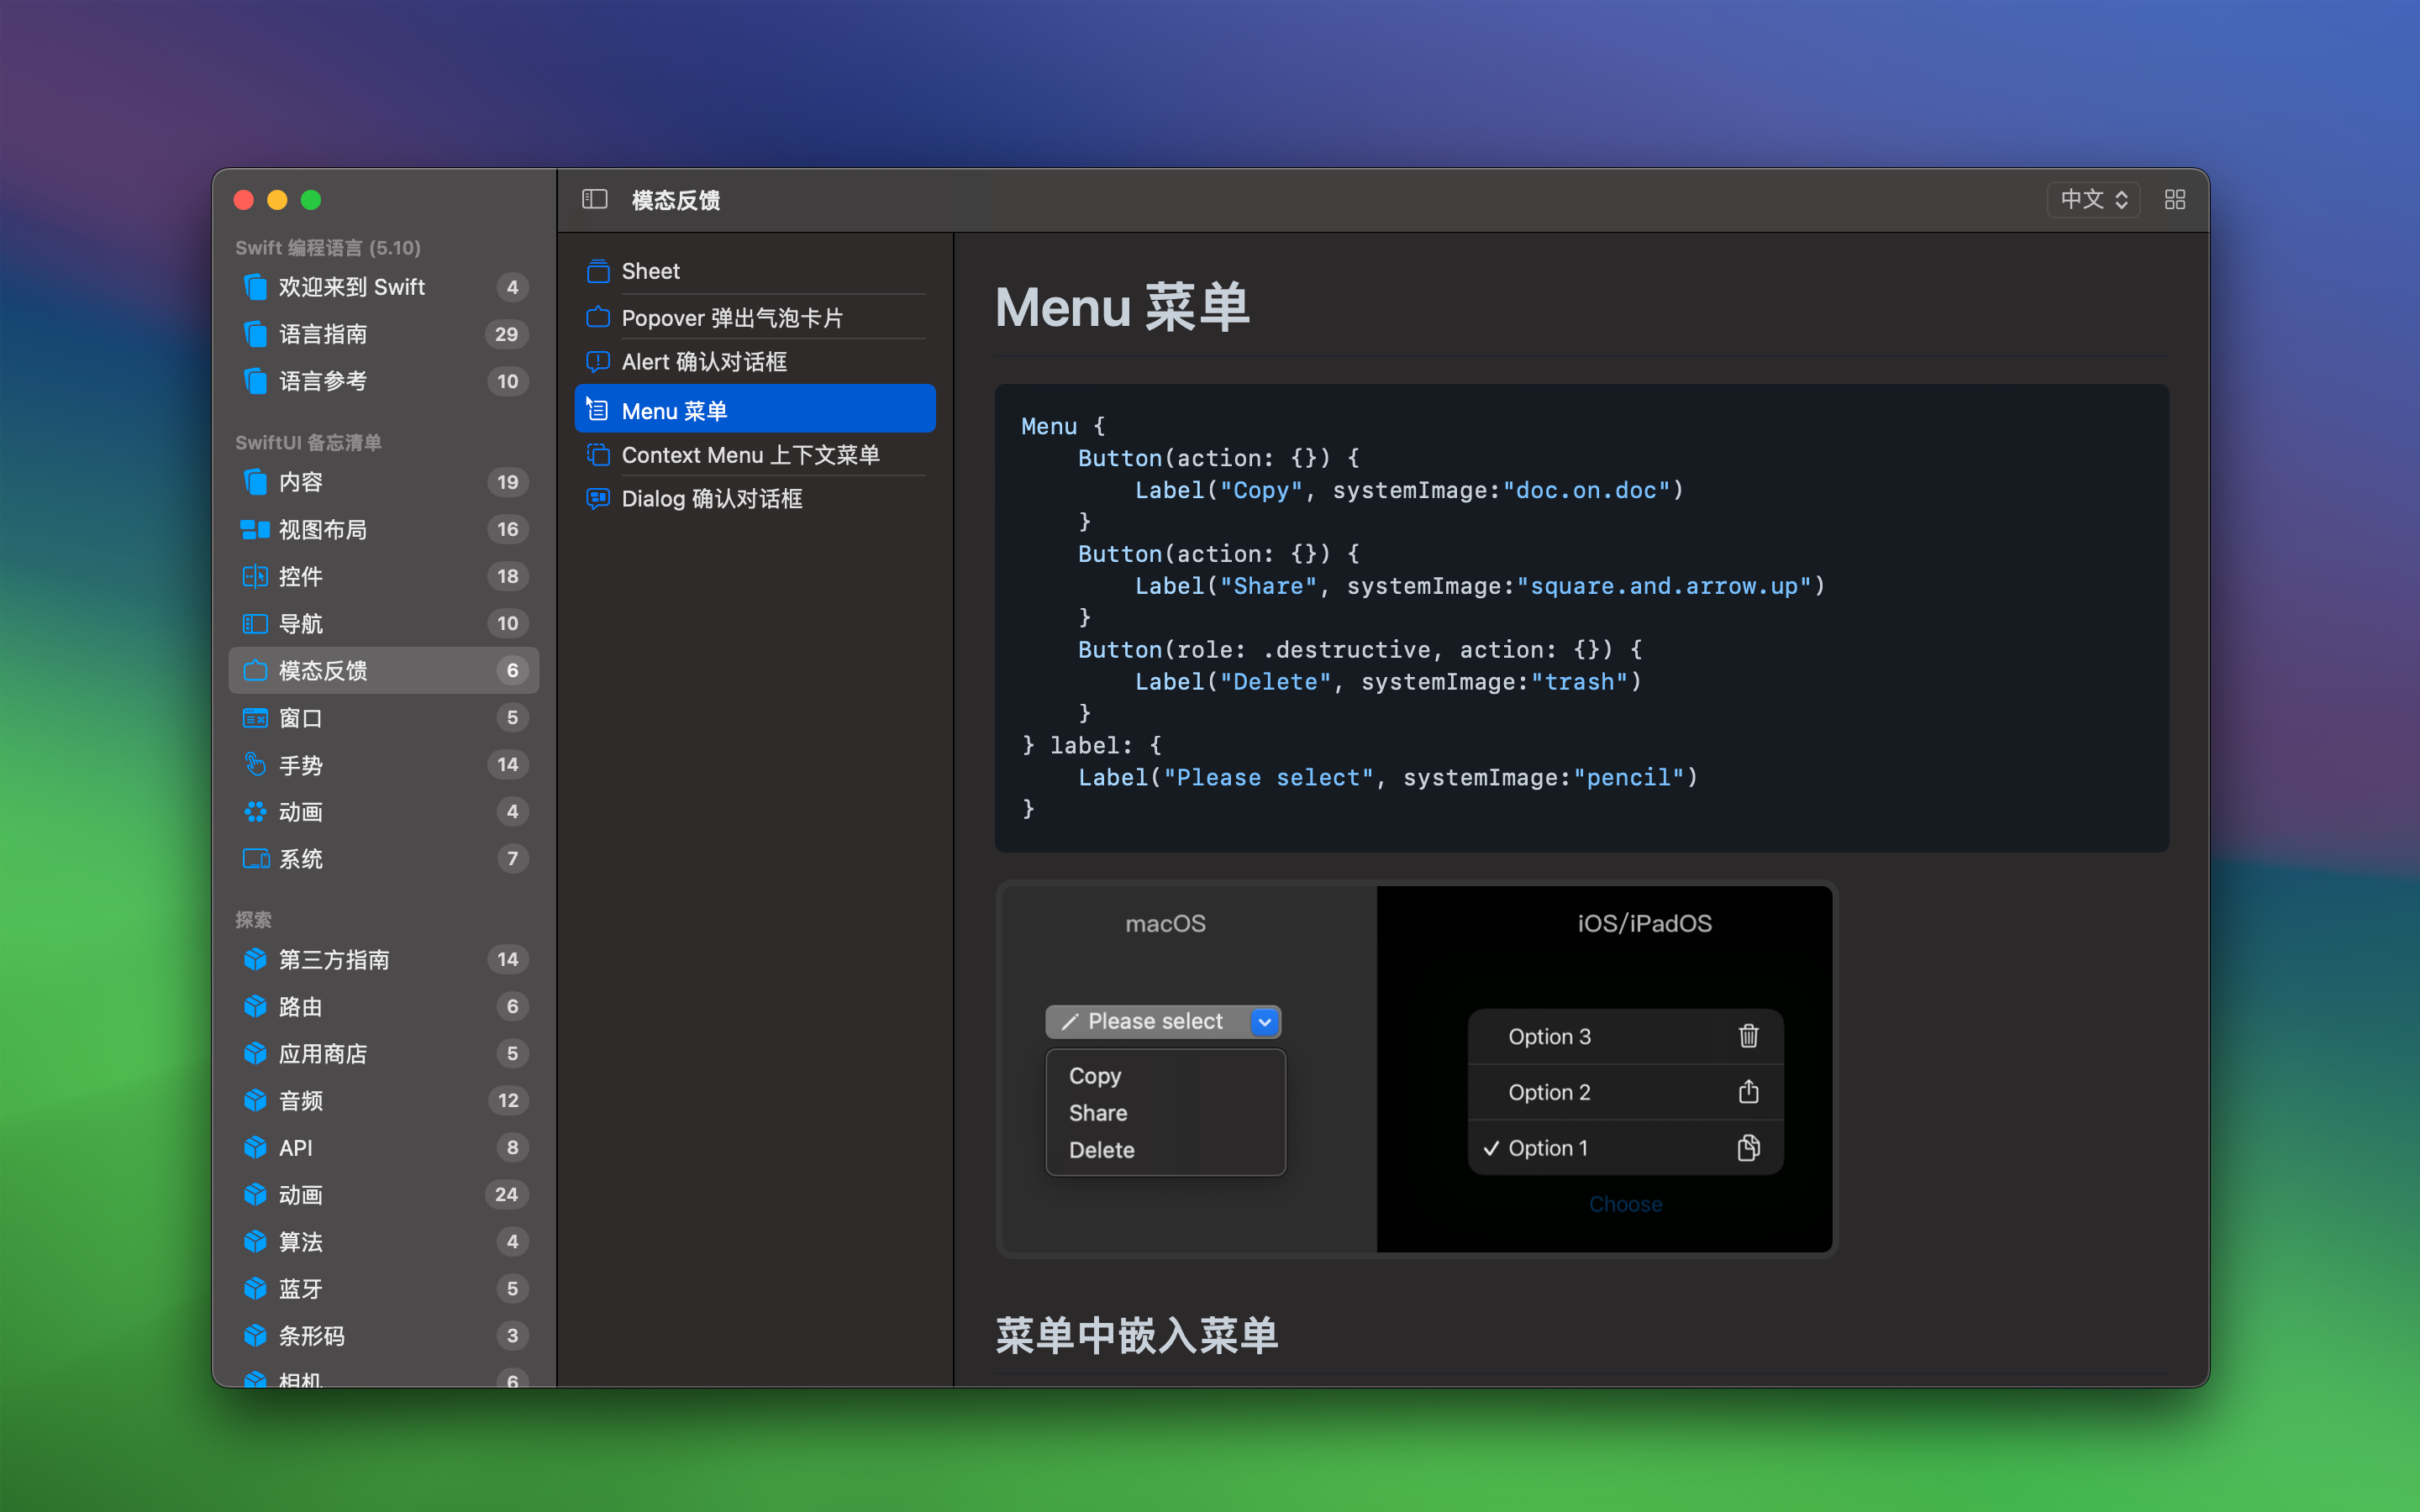 模态反馈
中文
Swift 编程语言 (5.10)
欢迎来到 Swift 4
语言指南 29
语言参考 10
SwiftUI 备忘清单
内容 19
视图布局 16
控件 18
导航 10
模态反馈 6
窗口 5
手势 14
动画 4
系统 7
探索
第三方指南 14
路由 6
应用商店 5
音频 12
API 8
动画 24
算法 4
蓝牙 5
条形码 3
相机 6
Sheet
Popover 弹出气泡卡片
Alert 确认对话框
Menu 菜单
Context Menu 上下文菜单
Dialog 确认对话框
Menu 菜单
Menu {
    Button(action: {}) {
        Label("Copy", systemImage:"doc.on.doc")
    }
    Button(action: {}) {
        Label("Share", systemImage:"square.and.arrow.up")
    }
    Button(role: .destructive, action: {}) {
        Label("Delete", systemImage:"trash")
    }
} label: {
    Label("Please select", systemImage:"pencil")
}
macOS
Please select
Copy
Share
Delete
iOS/iPadOS
Option 3
Option 2
Option 1
Choose
菜单中嵌入菜单